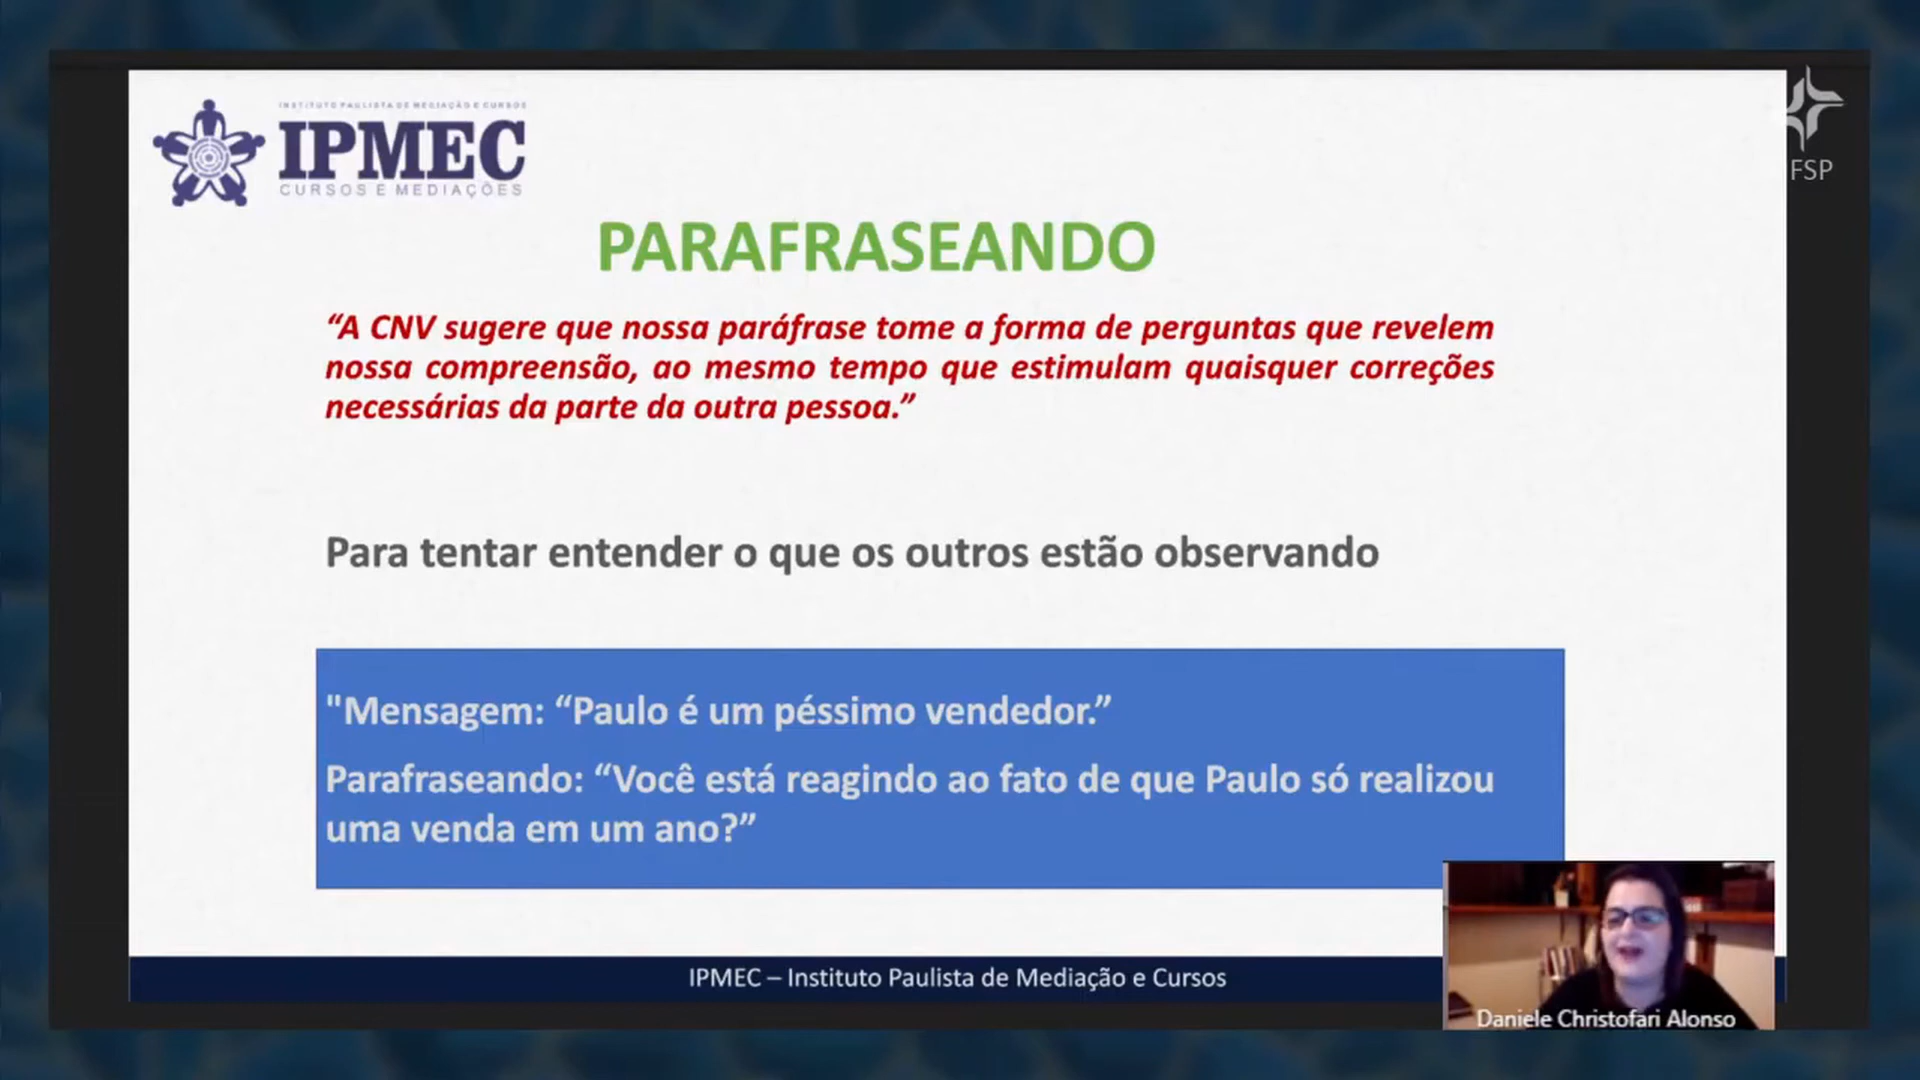 INSTITUTO PAULISTA DE MEDIAÇÃO E CURSOS
IPMEC
CURSOS E MEDIAÇÕES
FSP
PARAFRASEANDO
“A CNV sugere que nossa paráfrase tome a forma de perguntas que revelem
nossa compreensão, ao mesmo tempo que estimulam quaisquer correções
necessárias da parte da outra pessoa.”
Para tentar entender o que os outros estão observando
"Mensagem: “Paulo é um péssimo vendedor.”
Parafraseando: “Você está reagindo ao fato de que Paulo só realizou
uma venda em um ano?”
IPMEC – Instituto Paulista de Mediação e Cursos
Daniele Christofari Alonso